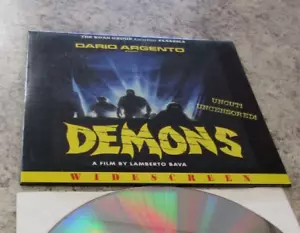 DARIO ARGENTO
UNCUT!
UNCENSORED!
DEMONS
A FILM BY LAMBERTO BAVA
WIDESCREEN